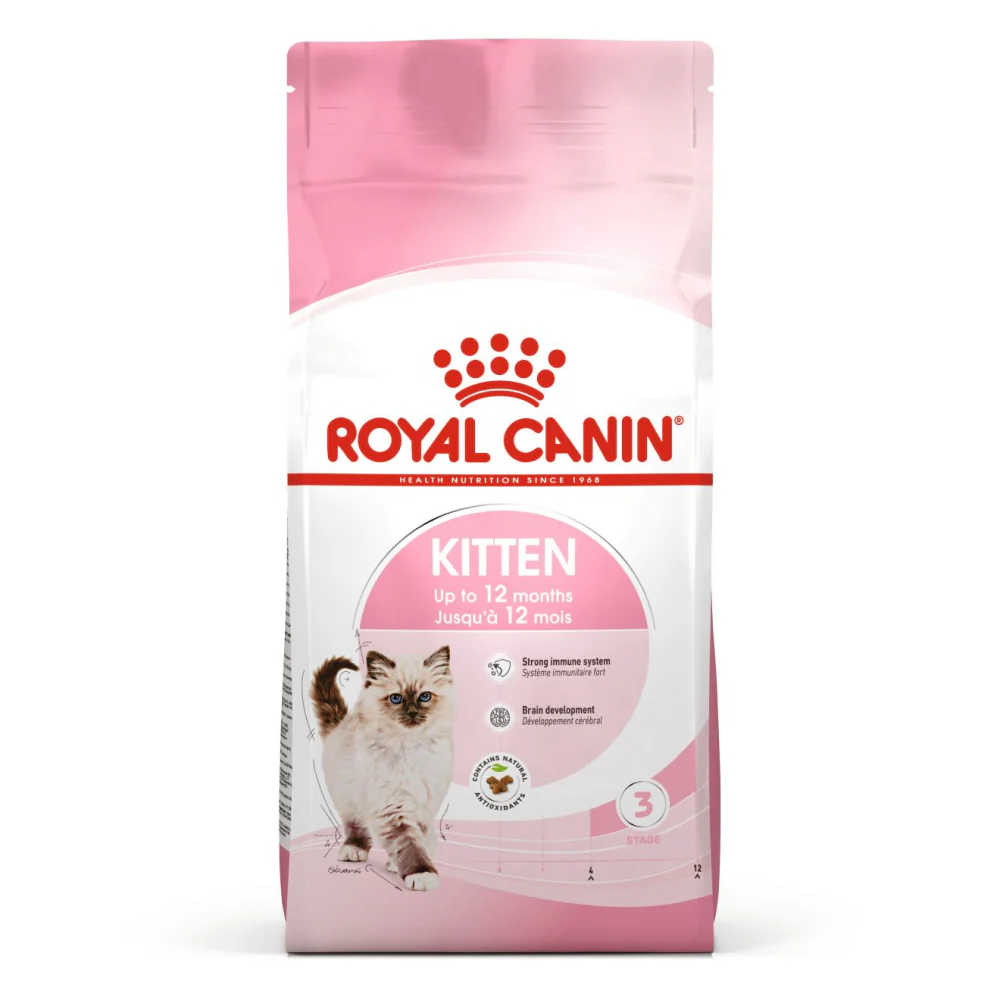 ROYAL CANIN®
HEALTH NUTRITION SINCE 1968
KITTEN
Up to 12 months
Jusqu'à 12 mois
Strong immune system
Système immunitaire fort
Brain development
Développement cérébral
CONTAINS NATURAL
ANTIOXIDANTS
3
STAGE
4
12